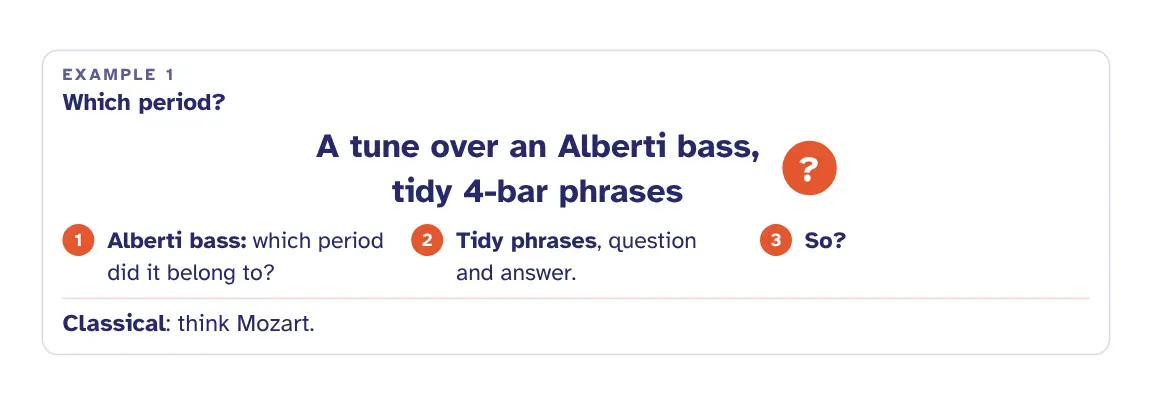 EXAMPLE 1
Which period?
A tune over an Alberti bass,
tidy 4-bar phrases
?
1 Alberti bass: which period
did it belong to?
2 Tidy phrases, question
and answer.
3 So?
Classical: think Mozart.